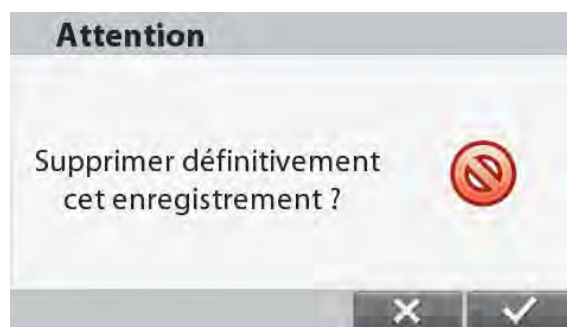 Attention
Supprimer définitivement
cet enregistrement ?